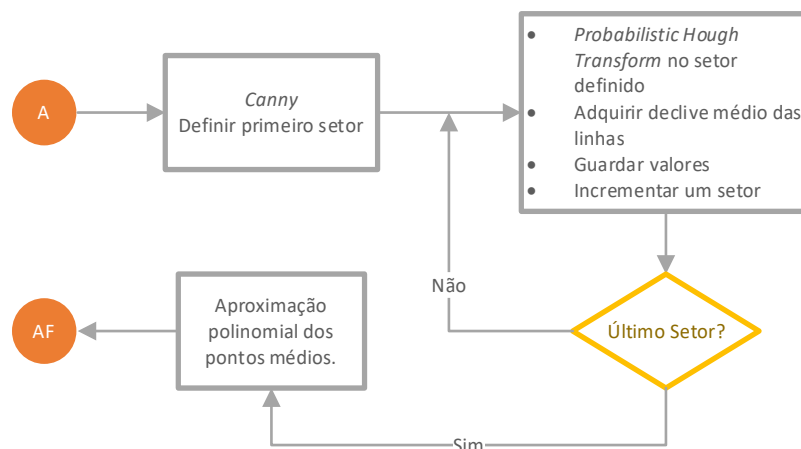 A
Canny
Definir primeiro setor
• Probabilistic Hough
Transform no setor
definido
• Adquirir declive médio das
linhas
• Guardar valores
• Incrementar um setor
Não
Último Setor?
Aproximação
polinomial dos
pontos médios.
AF
Sim